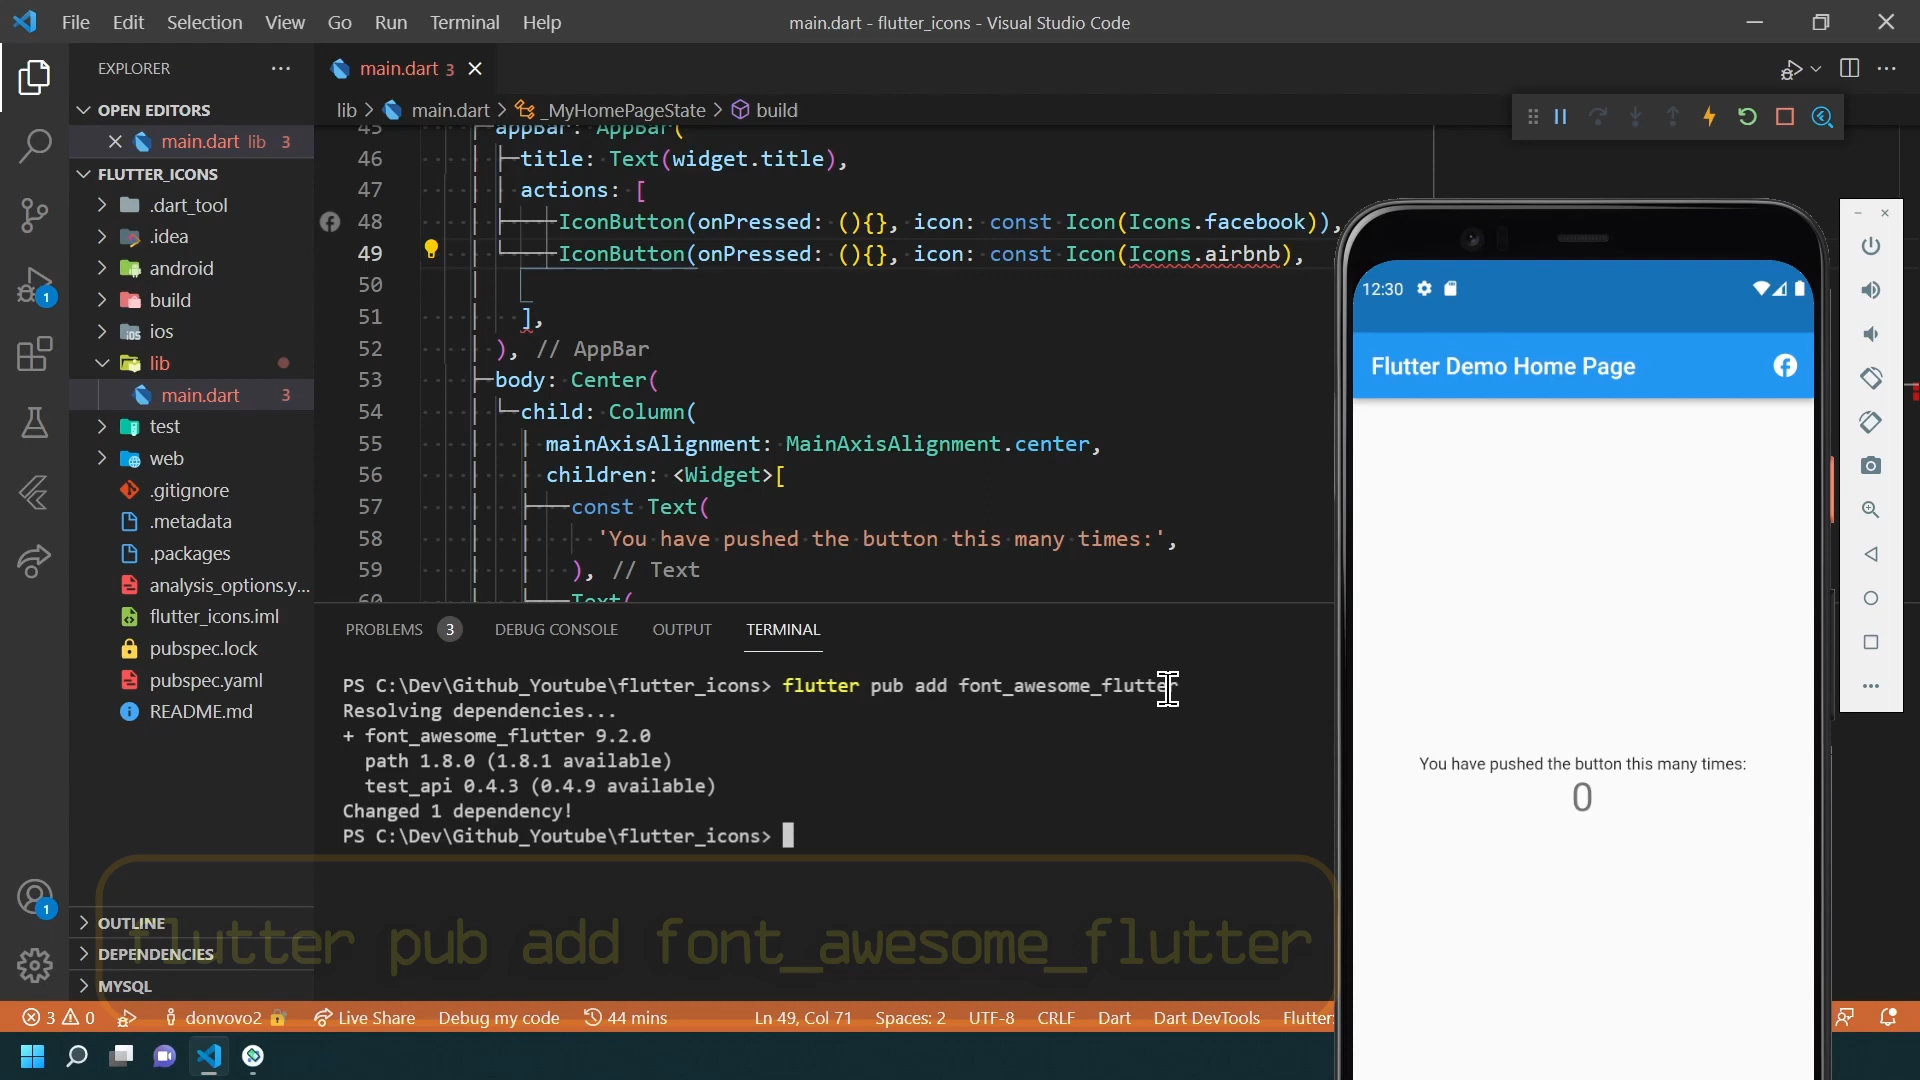 File Edit Selection View Go Run Terminal Help
main.dart - flutter_icons - Visual Studio Code
EXPLORER
OPEN EDITORS
main.dart lib 3
FLUTTER_ICONS
.dart_tool
.idea
android
build
ios
lib
main.dart 3
test
web
.gitignore
.metadata
.packages
analysis_options.y...
flutter_icons.iml
pubspec.lock
pubspec.yaml
README.md
OUTLINE
DEPENDENCIES
MYSQL
1
1
main.dart 3
lib > main.dart > _MyHomePageState > build
45 appBar: AppBar(
46 title: Text(widget.title),
47 actions: [
48 IconButton(onPressed: (){}, icon: const Icon(Icons.facebook)),
49 IconButton(onPressed: (){}, icon: const Icon(Icons.airbnb),
50
51 ],
52 ), // AppBar
53 body: Center(
54 child: Column(
55 mainAxisAlignment: MainAxisAlignment.center,
56 children: <Widget>[
57 const Text(
58 'You have pushed the button this many times:',
59 ), // Text
60 Text(
PROBLEMS 3 DEBUG CONSOLE OUTPUT TERMINAL
PS C:\Dev\Github_Youtube\flutter_icons> flutter pub add font_awesome_flutter
Resolving dependencies...
+ font_awesome_flutter 9.2.0
path 1.8.0 (1.8.1 available)
test_api 0.4.3 (0.4.9 available)
Changed 1 dependency!
PS C:\Dev\Github_Youtube\flutter_icons>
flutter pub add font_awesome_flutter
12:30
Flutter Demo Home Page
You have pushed the button this many times:
0
3 0 donvovo2 Live Share Debug my code 44 mins Ln 49, Col 71 Spaces: 2 UTF-8 CRLF Dart Dart DevTools Flutter: